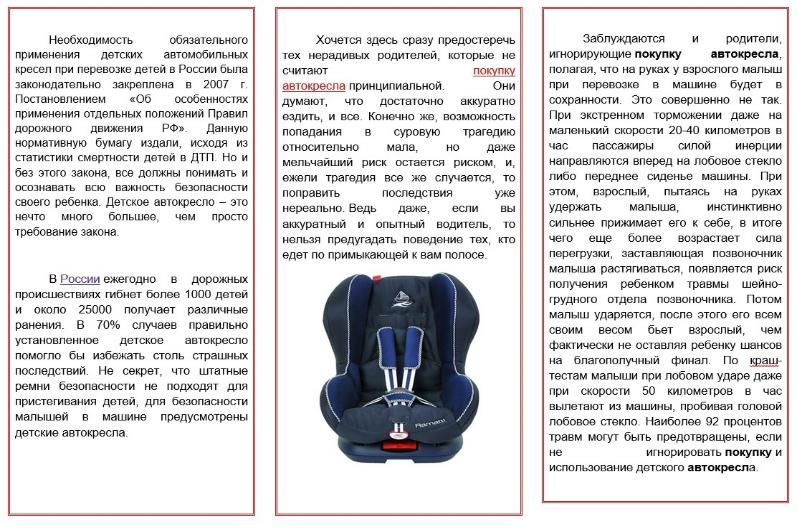 Необходимость обязательного
применения детских автомобильных
кресел при перевозке детей в России была
законодательно закреплена в 2007 г.
Постановлением «Об особенностях
применения отдельных положений Правил
дорожного движения РФ». Данную
нормативную бумагу издали, исходя из
статистики смертности детей в ДТП. Но и
без этого закона, все должны понимать и
осознавать всю важность безопасности
своего ребенка. Детское автокресло – это
нечто много большее, чем просто
требование закона.
В России ежегодно в дорожных
происшествиях гибнет более 1000 детей
и около 25000 получает различные
ранения. В 70% случаев правильно
установленное детское автокресло
помогло бы избежать столь страшных
последствий. Не секрет, что штатные
ремни безопасности не подходят для
пристегивания детей, для безопасности
малышей в машине предусмотрены
детские автокресла.
Хочется здесь сразу предостеречь
тех нерадивых родителей, которые не
считают покупку
автокресла принципиальной. Они
думают, что достаточно аккуратно
ездить, и все. Конечно же, возможность
попадания в суровую трагедию
относительно мала, но даже
мельчайший риск остается риском, и,
ежели трагедия все же случается, то
поправить последствия уже
нереально. Ведь даже, если вы
аккуратный и опытный водитель, то
нельзя предугадать поведение тех, кто
едет по примыкающей к вам полосе.
Ramatti
Заблуждаются и родители,
игнорирующие покупку автокресла,
полагая, что на руках у взрослого малыш
при перевозке в машине будет в
сохранности. Это совершенно не так.
При экстренном торможении даже на
маленький скорости 20-40 километров в
час пассажиры силой инерции
направляются вперед на лобовое стекло
либо переднее сиденье машины. При
этом, взрослый, пытаясь на руках
удержать малыша, инстинктивно
сильнее прижимает его к себе, в итоге
чего еще более возрастает сила
перегрузки, заставляющая позвоночник
малыша растягиваться, появляется риск
получения ребенком травмы шейно-
грудного отдела позвоночника. Потом
малыш ударяется, после этого его всем
своим весом бьет взрослый, чем
фактически не оставляя ребенку шансов
на благополучный финал. По краш-
тестам малыши при лобовом ударе даже
при скорости 50 километров в час
вылетают из машины, пробивая головой
лобовое стекло. Наиболее 92 процентов
травм могут быть предотвращены, если
не игнорировать покупку и
использование детского автокресла.